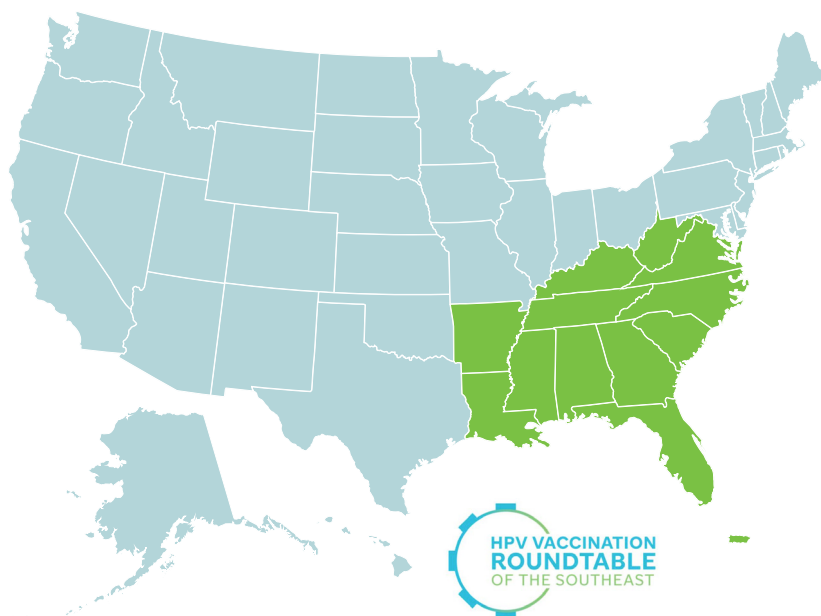 HPV VACCINATION
ROUNDTABLE
OF THE SOUTHEAST